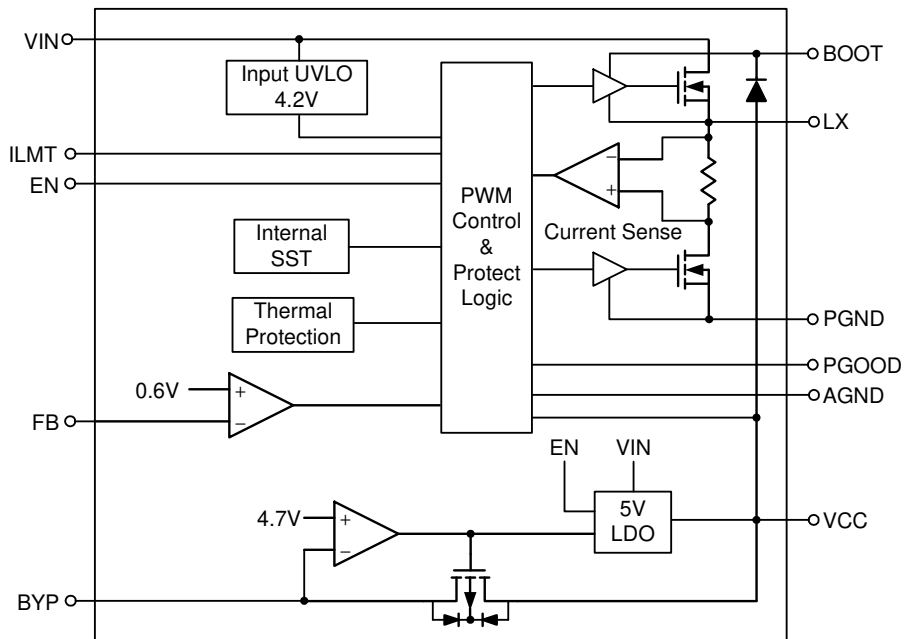 VIN
BOOT
Input UVLO
4.2V
LX
ILMT
EN
−
+
PWM
Control
&
Protect
Logic
Current Sense
Internal
SST
Thermal
Protection
PGND
PGOOD
AGND
0.6V
+
−
FB
EN
VIN
5V
LDO
VCC
4.7V
+
−
BYP